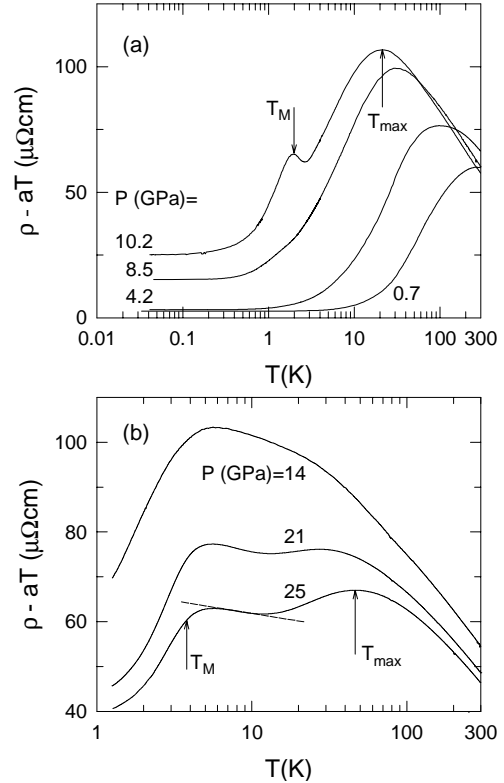 (a)
ρ - aT (μΩcm)
100
50
0
T_M
T_max
P (GPa)=
10.2
8.5
4.2
0.7
0.01 0.1 1 10 100 300
T(K)
(b)
ρ - aT (μΩcm)
100
80
60
40
P (GPa)=14
21
25
T_M
T_max
1 10 100 300
T(K)